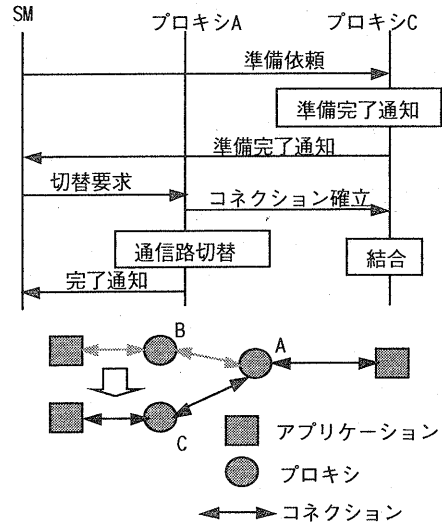 SM
プロキシA
プロキシC
準備依頼
準備完了通知
準備完了通知
切替要求
コネクション確立
通信路切替
結合
完了通知
B
A
C
アプリケーション
プロキシ
コネクション